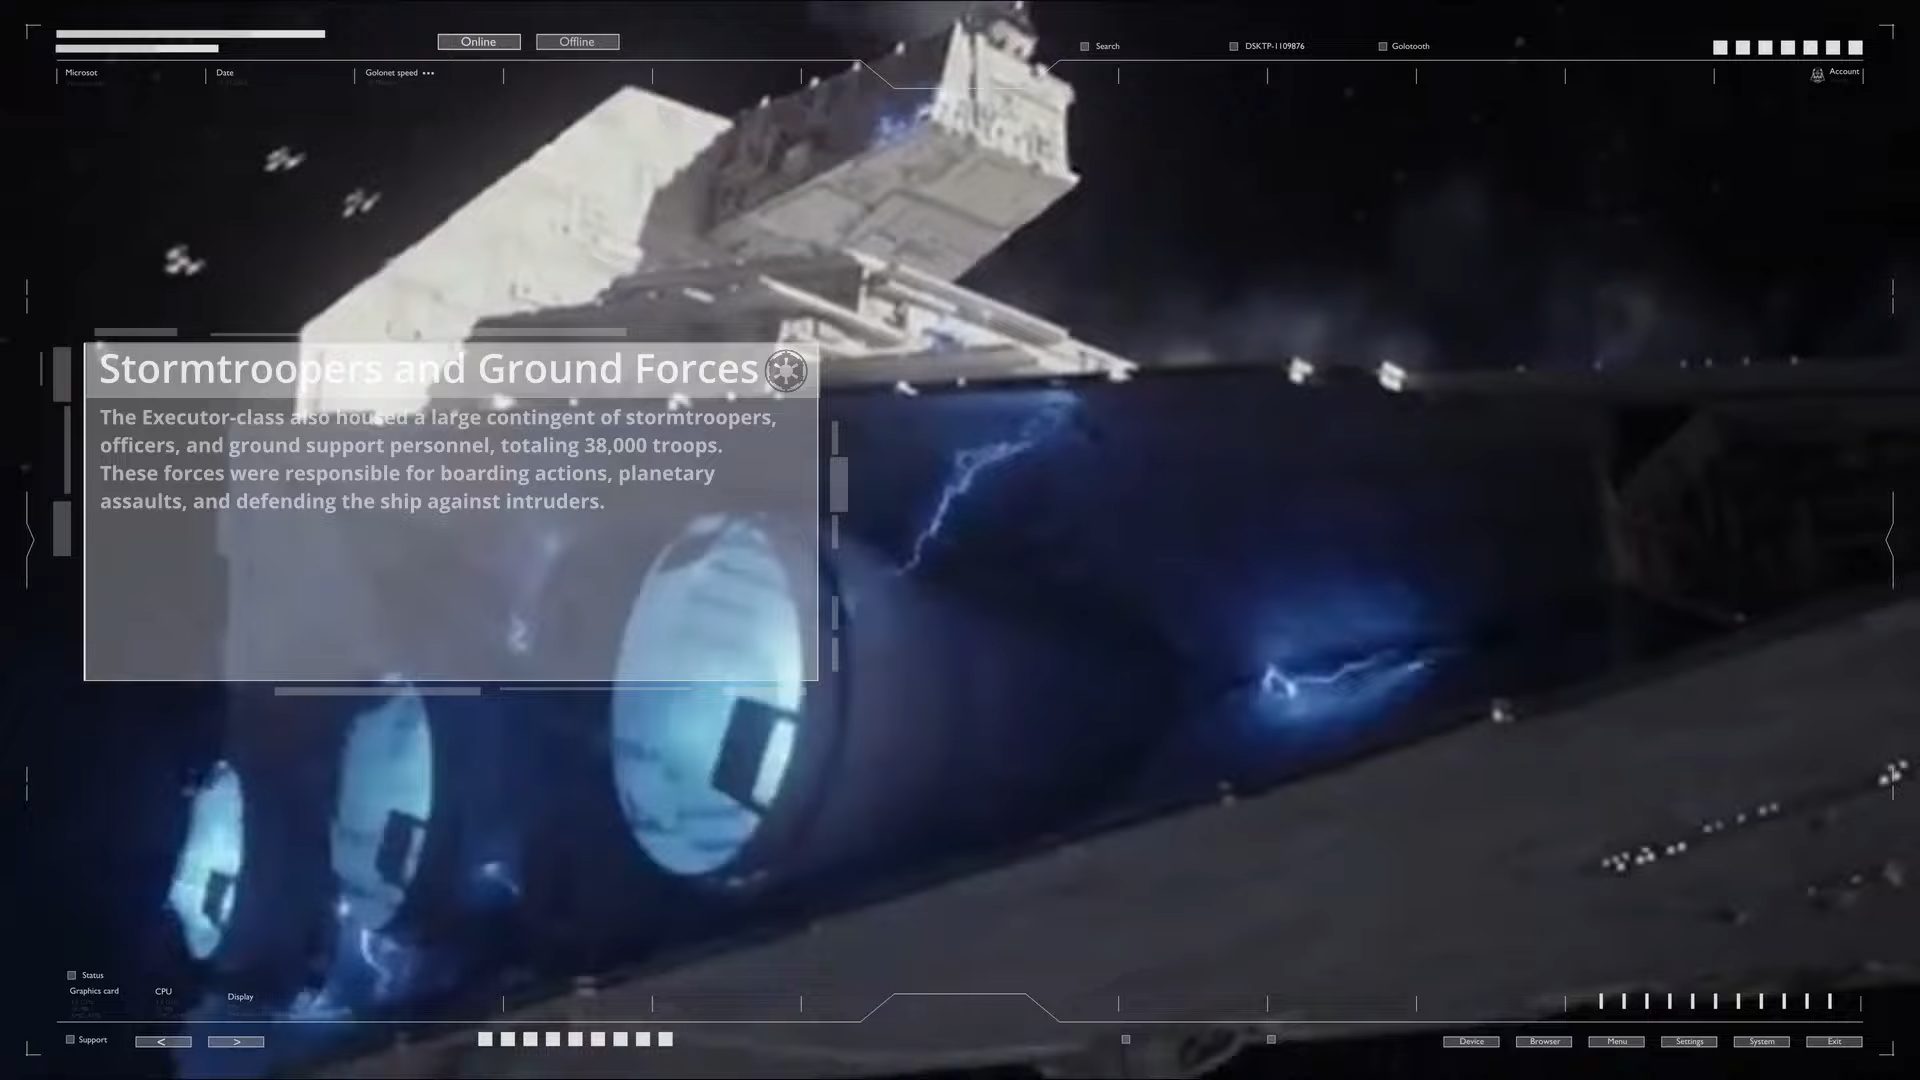 Online Offline
Search DSKTP-1109876 Golotooth
Microsot Date Golonet speed ••• Account
Stormtroopers and Ground Forces
The Executor-class also housed a large contingent of stormtroopers,
officers, and ground support personnel, totaling 38,000 troops.
These forces were responsible for boarding actions, planetary
assaults, and defending the ship against intruders.
Status
Graphics card CPU Display
Support < > Device Browser Menu Settings System Exit